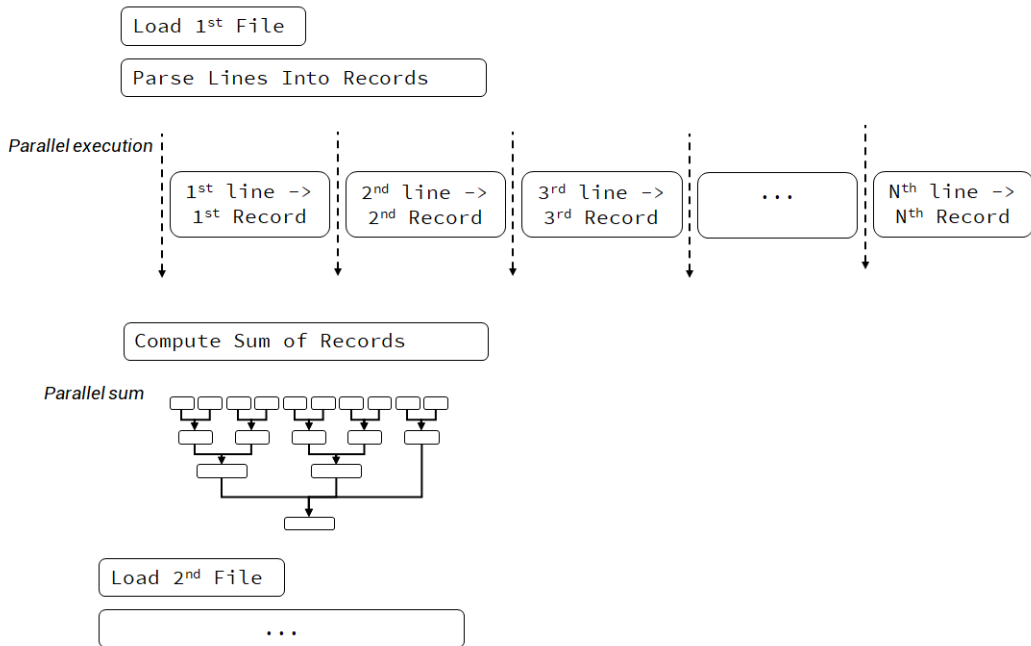 Load 1st File
Parse Lines Into Records
Parallel execution
1st line ->
1st Record
2nd line ->
2nd Record
3rd line ->
3rd Record
...
Nth line ->
Nth Record
Compute Sum of Records
Parallel sum
Load 2nd File
...